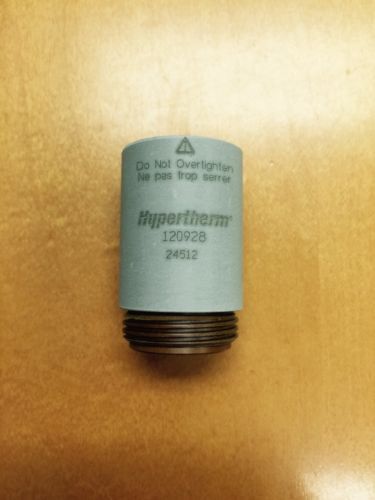 Do Not Overtighten
Ne pas trop serrer
Hypertherm®
120928
24512